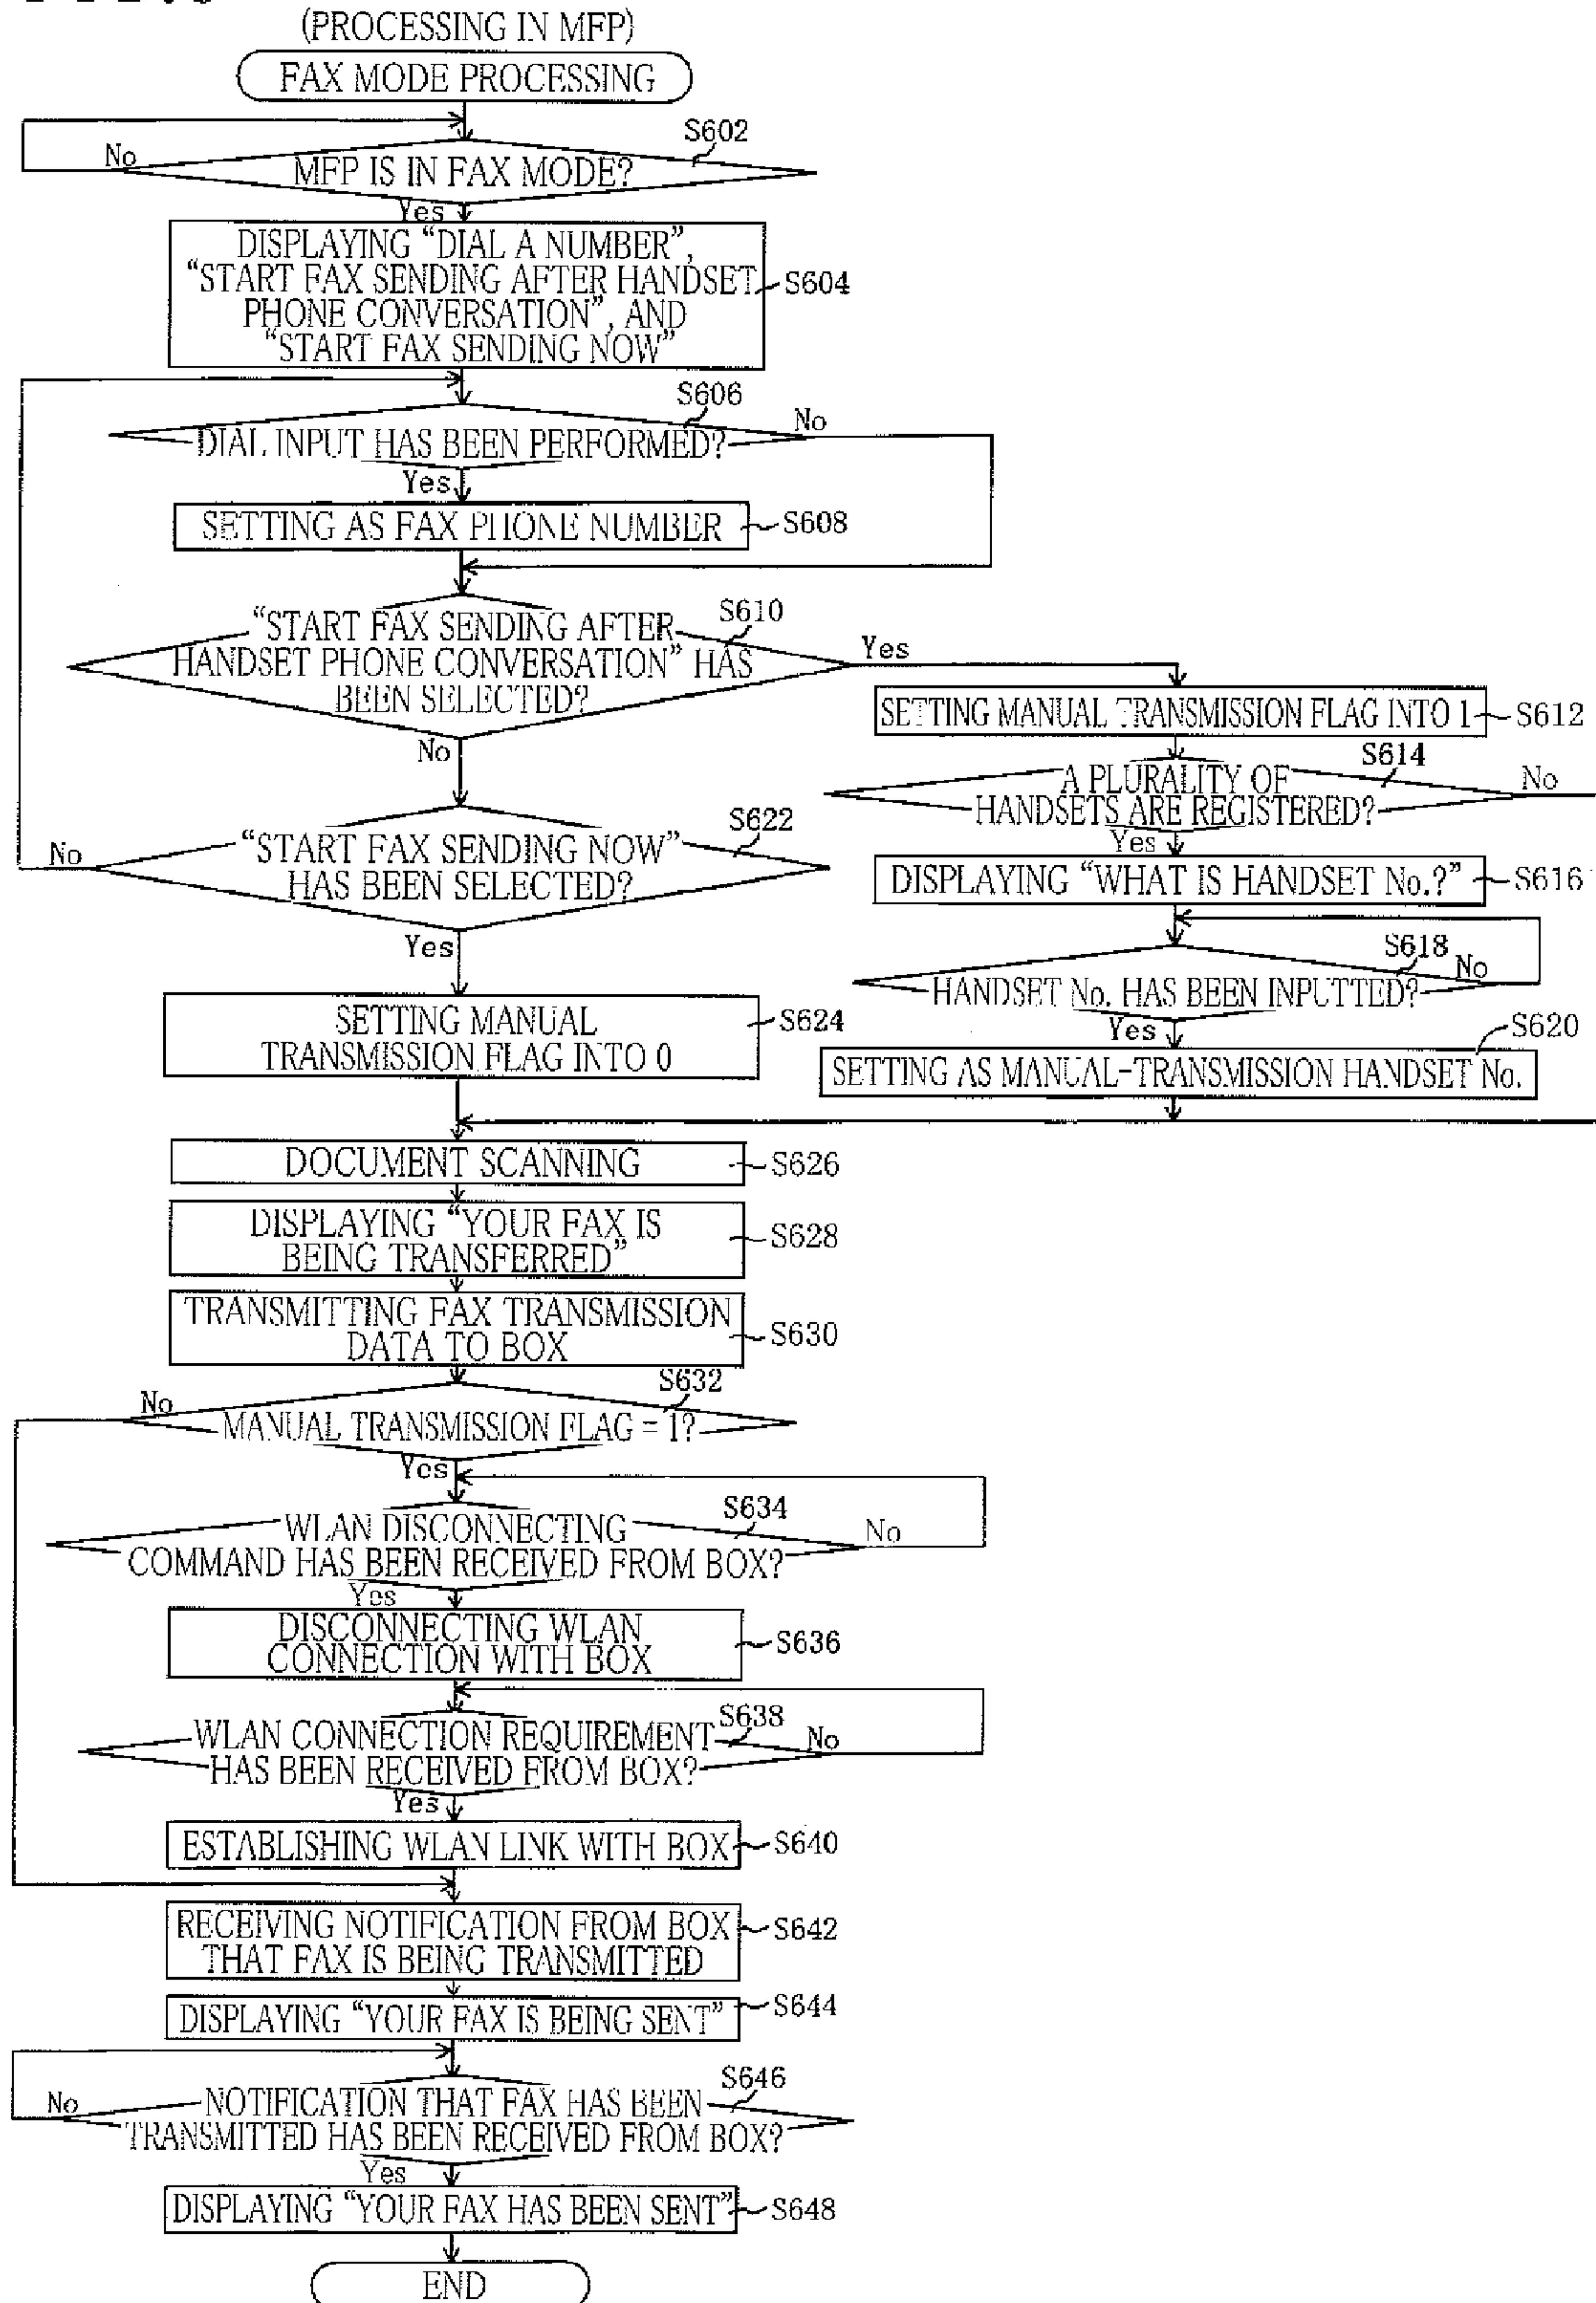 (PROCESSING IN MFP)
FAX MODE PROCESSING
S602
No
MFP IS IN FAX MODE?
Yes
DISPLAYING “DIAL A NUMBER”,
“START FAX SENDING AFTER HANDSET
PHONE CONVERSATION”, AND
“START FAX SENDING NOW”
S604
S606
No
DIAL INPUT HAS BEEN PERFORMED?
Yes
SETTING AS FAX PHONE NUMBER
S608
S610
“START FAX SENDING AFTER
HANDSET PHONE CONVERSATION” HAS
BEEN SELECTED?
Yes
No
SETTING MANUAL TRANSMISSION FLAG INTO 1
S612
S614
A PLURALITY OF
HANDSETS ARE REGISTERED?
No
Yes
DISPLAYING “WHAT IS HANDSET No.?”
S616
S618
No
HANDSET No. HAS BEEN INPUTTED?
Yes
S620
SETTING AS MANUAL-TRANSMISSION HANDSET No.
S622
No
“START FAX SENDING NOW”
HAS BEEN SELECTED?
Yes
SETTING MANUAL
TRANSMISSION FLAG INTO 0
S624
DOCUMENT SCANNING
S626
DISPLAYING “YOUR FAX IS
BEING TRANSFERRED”
S628
TRANSMITTING FAX TRANSMISSION
DATA TO BOX
S630
S632
No
MANUAL TRANSMISSION FLAG = 1?
Yes
S634
WLAN DISCONNECTING
COMMAND HAS BEEN RECEIVED FROM BOX?
No
Yes
DISCONNECTING WLAN
CONNECTION WITH BOX
S636
S638
WLAN CONNECTION REQUIREMENT
HAS BEEN RECEIVED FROM BOX?
No
Yes
ESTABLISHING WLAN LINK WITH BOX
S640
RECEIVING NOTIFICATION FROM BOX
THAT FAX IS BEING TRANSMITTED
S642
DISPLAYING “YOUR FAX IS BEING SENT”
S644
S646
No
NOTIFICATION THAT FAX HAS BEEN
TRANSMITTED HAS BEEN RECEIVED FROM BOX?
Yes
DISPLAYING “YOUR FAX HAS BEEN SENT”
S648
END